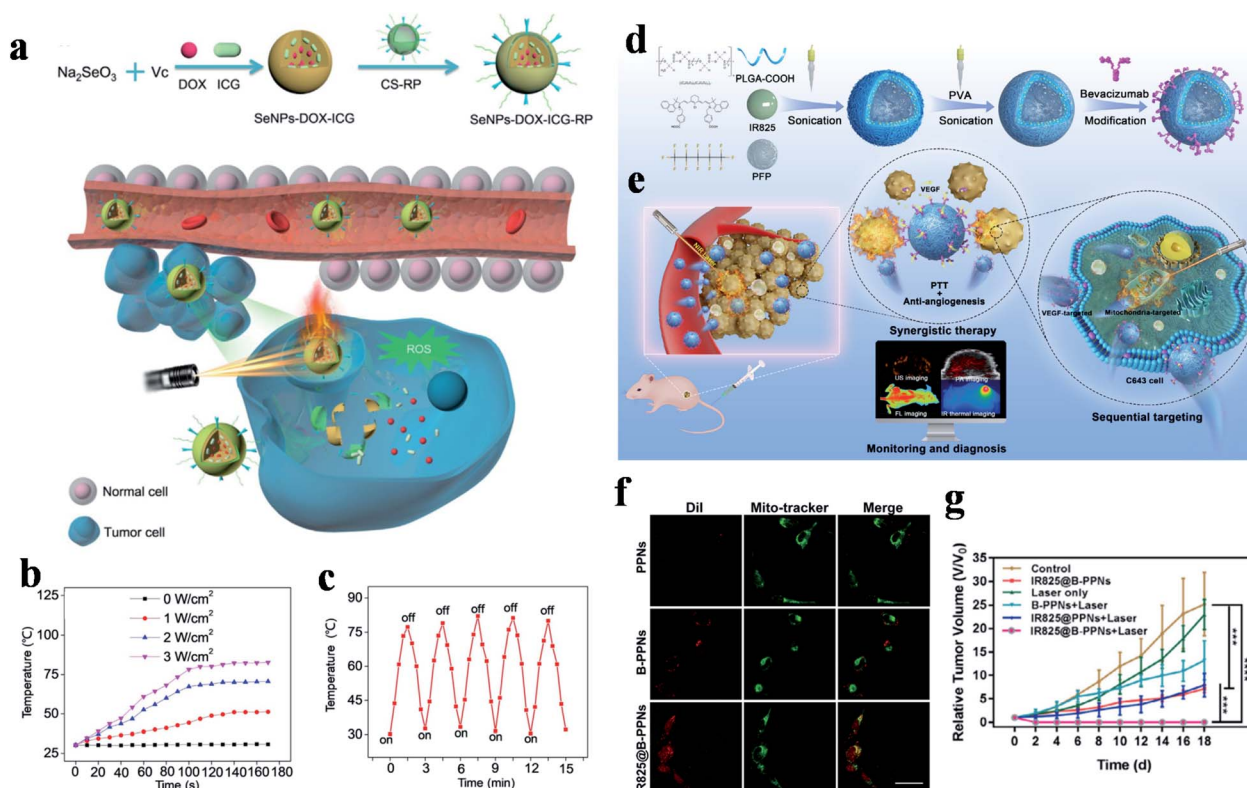 a
Na₂SeO₃ + Vc
DOX ICG
CS-RP
SeNPs-DOX-ICG
SeNPs-DOX-ICG-RP
ROS
Normal cell
Tumor cell
b
Temperature (℃)
125
100
75
50
25
0 W/cm²
1 W/cm²
2 W/cm²
3 W/cm²
0 20 40 60 80 100 120 140 160 180
Time (s)
c
Temperature (℃)
90
75
60
45
30
off off off off off
on on on on on
0 3 6 9 12 15
Time (min)
d
PLGA-COOH
IR825
PFP
Sonication
PVA
Sonication
Bevacizumab
Modification
e
NIR
VEGF
PTT
+
Anti-angiogenesis
Synergistic therapy
US imaging
PA imaging
FL imaging
IR thermal imaging
Monitoring and diagnosis
VEGF-targeted
Mitochondria-targeted
C643 cell
Sequential targeting
f
DiI Mito-tracker Merge
PPNs
B-PPNs
IR825@B-PPNs
g
Relative Tumor Volume (V/V₀)
35
30
25
20
15
10
5
0
Control
IR825@B-PPNs
Laser only
B-PPNs+Laser
IR825@PPNs+Laser
IR825@B-PPNs+Laser
***
***
****
0 2 4 6 8 10 12 14 16 18
Time (d)